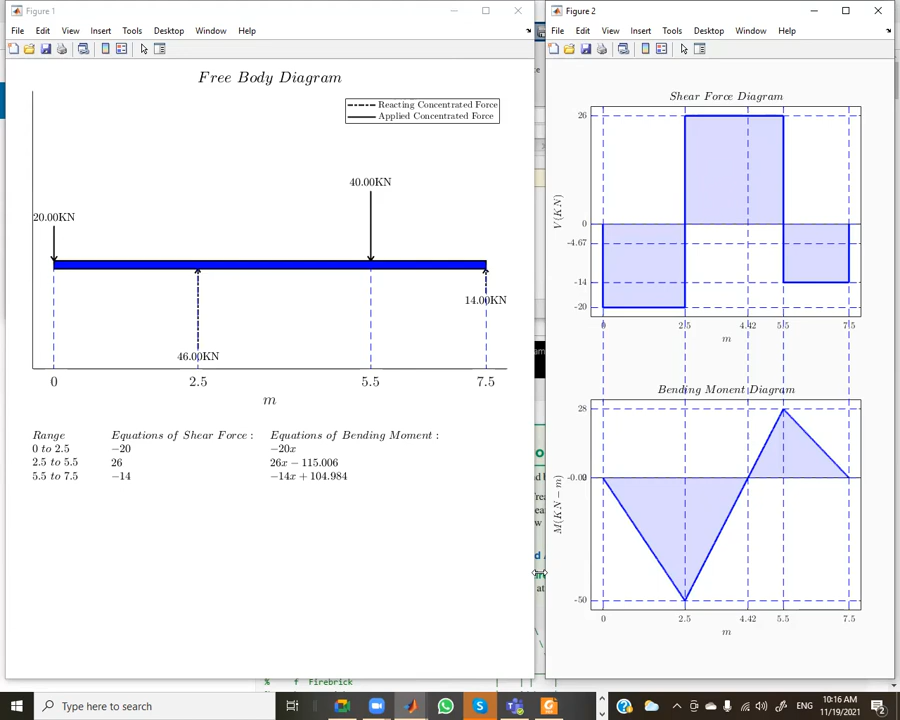 Figure 1
File Edit View Insert Tools Desktop Window Help
Free Body Diagram
Reacting Concentrated Force
Applied Concentrated Force
40.00KN
20.00KN
14.00KN
46.00KN
0 2.5 5.5 7.5
m
Range Equations of Shear Force : Equations of Bending Moment :
0 to 2.5 −20 −20x
2.5 to 5.5 26 26x − 115.006
5.5 to 7.5 −14 −14x + 104.984
Figure 2
File Edit View Insert Tools Desktop Window Help
Shear Force Diagram
26
0
-4.67
-14
-20
V(KN)
0 2.5 4.42 5.5 7.5
m
Bending Moment Diagram
28
-0.00
-50
M(KN − m)
0 2.5 4.42 5.5 7.5
m
% f Firebrick
Type here to search
10:16 AM
11/19/2021
2